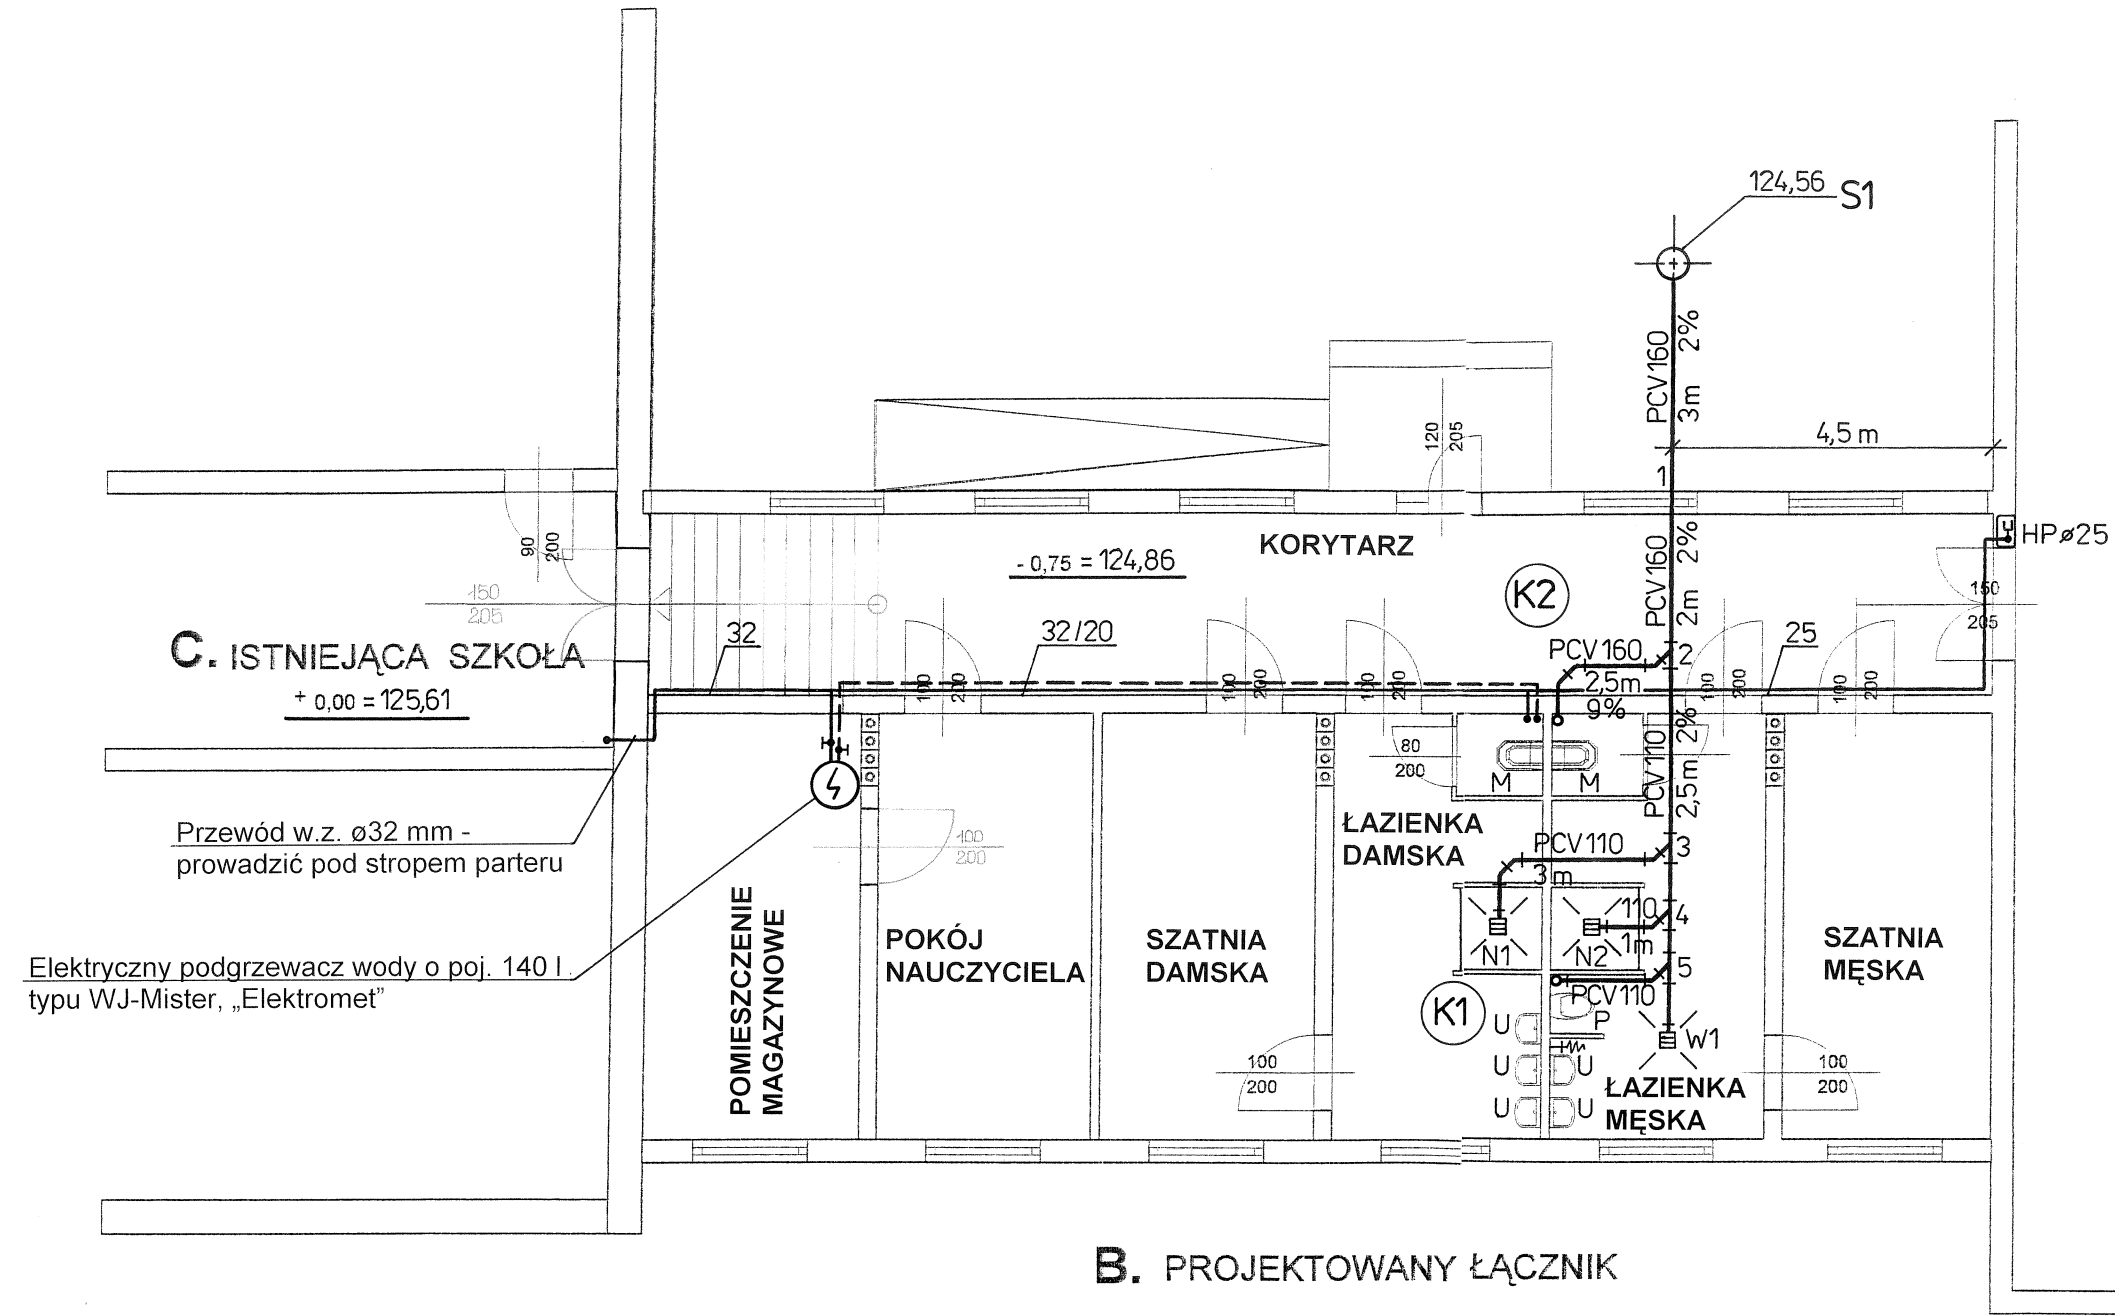 124,56
S1
PCV160
2%
3m
4,5 m
120
205
1
90
200
KORYTARZ
- 0,75 = 124,86
K2
PCV160
2%
2m
HPø25
150
205
150
205
C. ISTNIEJĄCA SZKOŁA
± 0,00 = 125,61
32
32/20
PCV160
2,5m
9%
2
25
100
200
100
200
100
200
100
200
100
200
80
200
M
M
PCV110
2%
2,5m
Przewód w.z. ø32 mm -
prowadzić pod stropem parteru
100
200
ŁAZIENKA
DAMSKA
PCV110
3 m
3
110
1m
4
N1
N2
5
PCV110
POMIESZCZENIE
MAGAZYNOWE
POKÓJ
NAUCZYCIELA
SZATNIA
DAMSKA
SZATNIA
MĘSKA
Elektryczny podgrzewacz wody o poj. 140 l
typu WJ-Mister, „Elektromet”
K1
U
P
W1
U
U
U
U
100
200
100
200
ŁAZIENKA
MĘSKA
B. PROJEKTOWANY ŁĄCZNIK